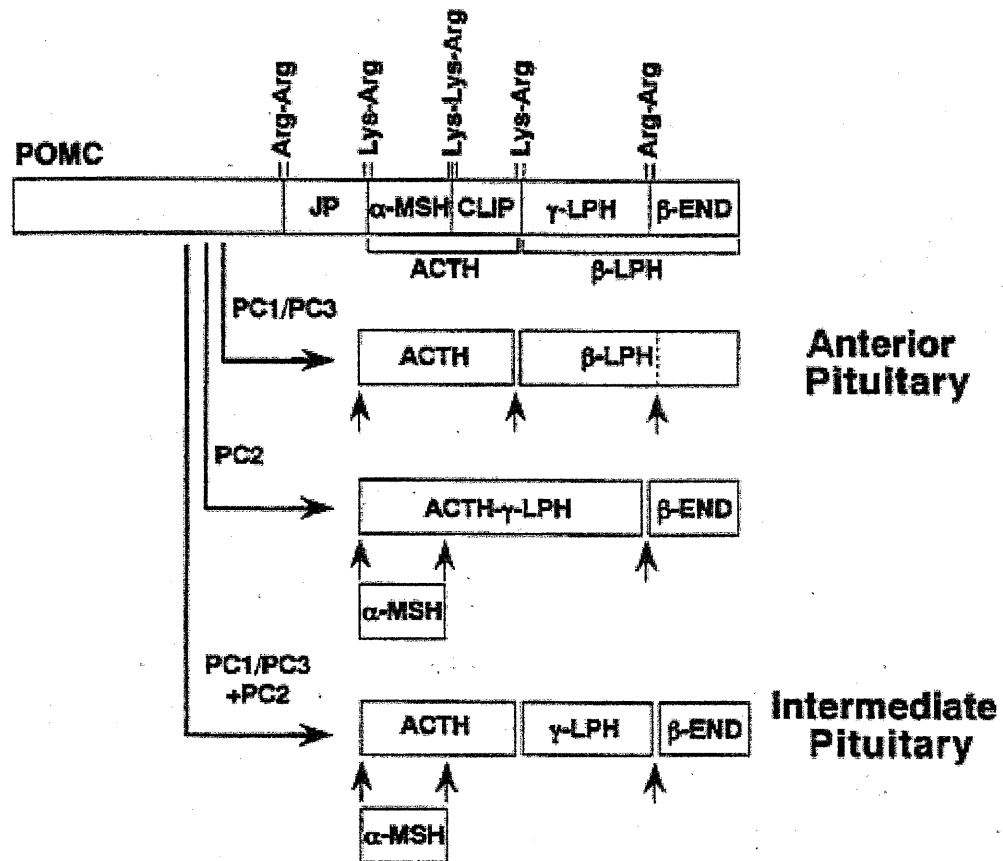 Arg-Arg
Lys-Arg
Lys-Lys-Arg
Lys-Arg
Arg-Arg
POMC
JP
α-MSH
CLIP
γ-LPH
β-END
ACTH
β-LPH
PC1/PC3
ACTH
β-LPH
Anterior
Pituitary
PC2
ACTH-γ-LPH
β-END
α-MSH
PC1/PC3
+PC2
ACTH
γ-LPH
β-END
Intermediate
Pituitary
α-MSH